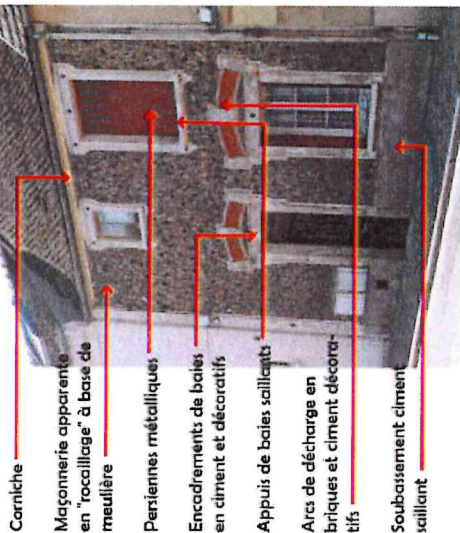 Corniche
Maçonnerie apparente
en "rocaillage" à base de
meulière
Persiennes métalliques
Encadrements de baies
en ciment et décoratifs
Appuis de baies saillants
Arcs de décharge en
briques et ciment décora-
tifs
Soubassement ciment
saillant